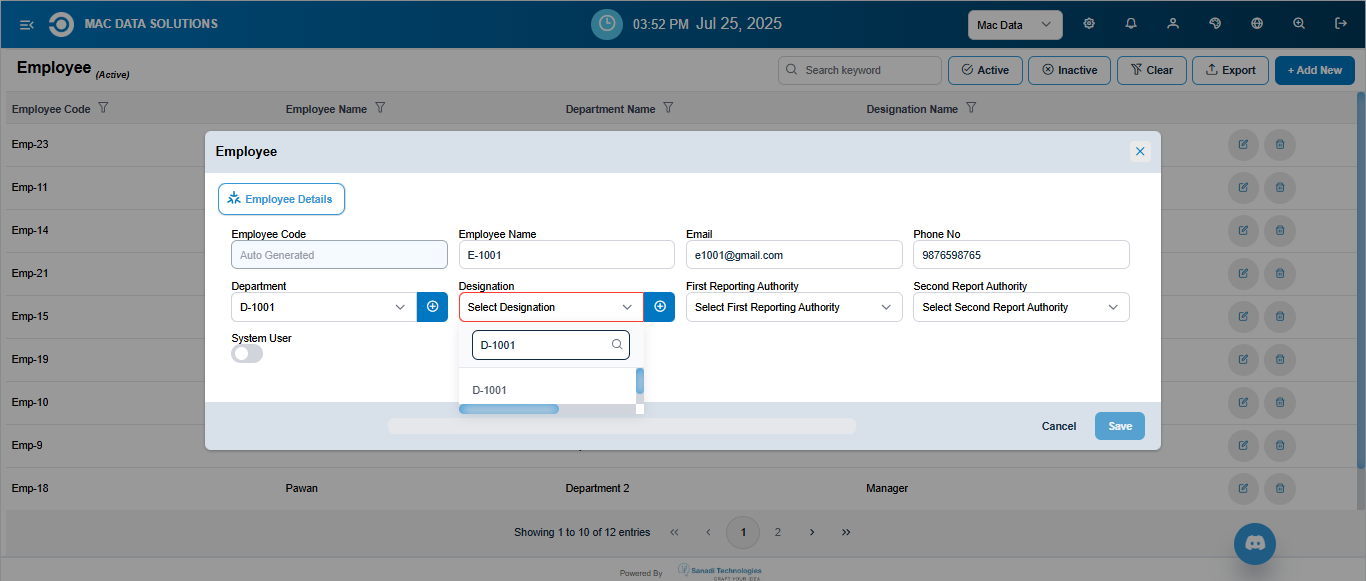 MAC DATA SOLUTIONS
03:52 PM Jul 25, 2025
Mac Data
Employee (Active)
Search keyword
Active
Inactive
Clear
Export
+ Add New
Employee Code
Employee Name
Department Name
Designation Name
Emp-23
Emp-11
Emp-14
Emp-21
Emp-15
Emp-19
Emp-10
Emp-9
Emp-18 Pawan Department 2 Manager
Employee
Employee Details
Employee Code
Employee Name
Email
Phone No
Auto Generated
E-1001
e1001@gmail.com
9876598765
Department
Designation
First Reporting Authority
Second Report Authority
D-1001
Select Designation
Select First Reporting Authority
Select Second Report Authority
System User
D-1001
D-1001
Cancel
Save
Showing 1 to 10 of 12 entries
« ‹ 1 2 › »
Powered By
Sanadi Technologies
CRAFT YOUR IDEA